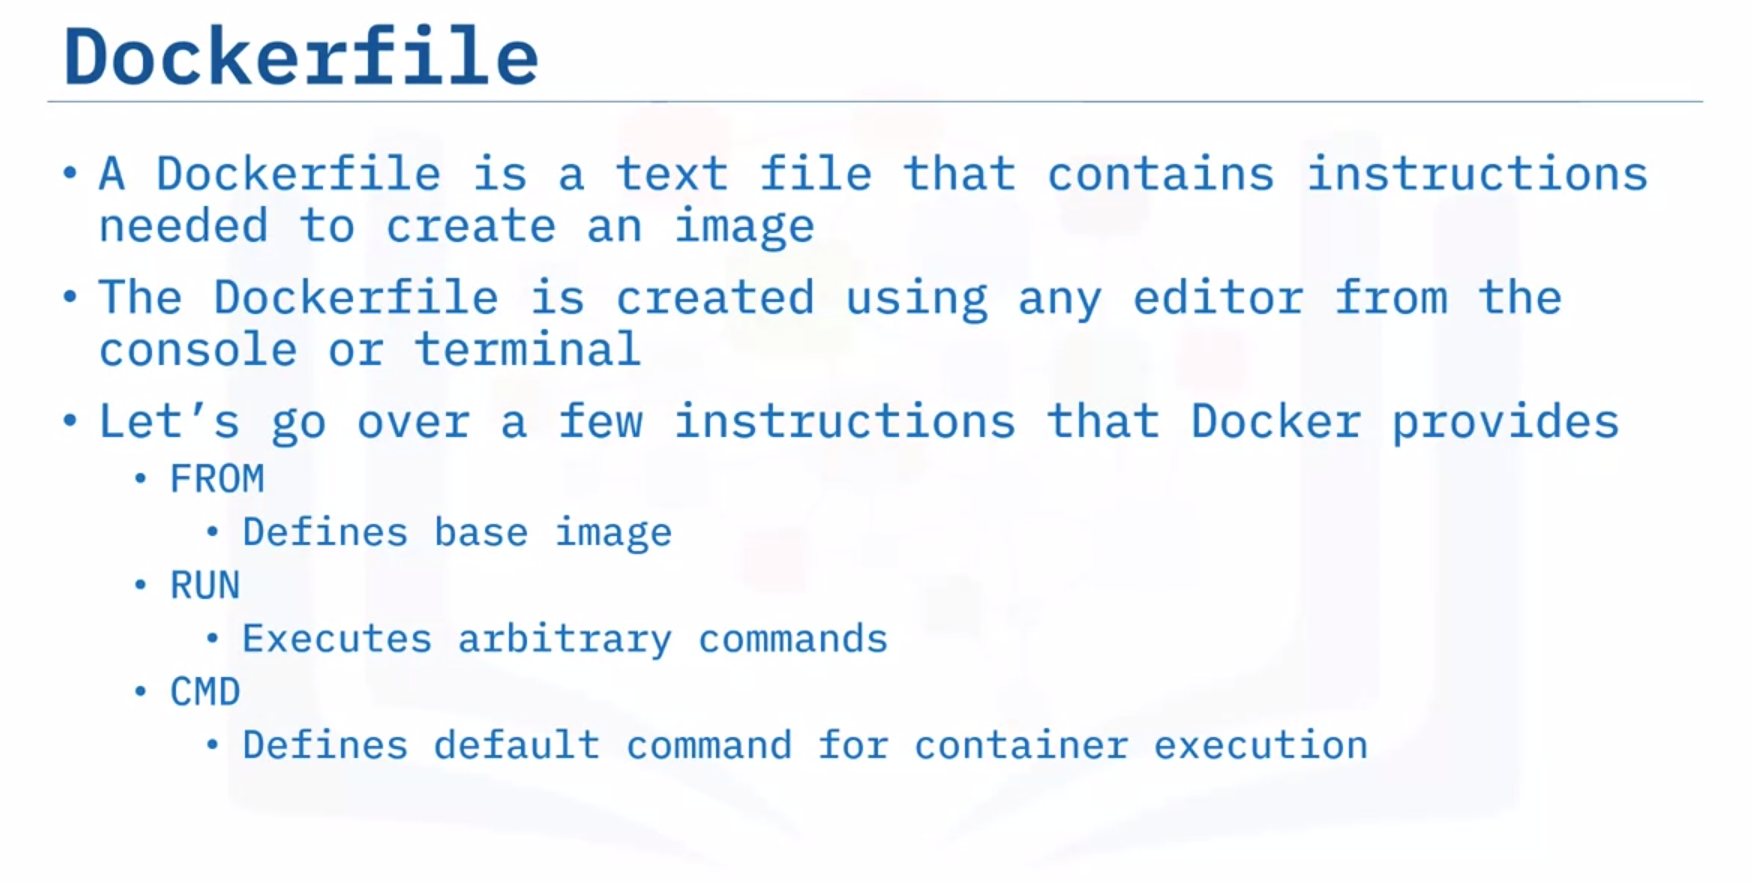 Dockerfile
• A Dockerfile is a text file that contains instructions
needed to create an image
• The Dockerfile is created using any editor from the
console or terminal
• Let’s go over a few instructions that Docker provides
• FROM
• Defines base image
• RUN
• Executes arbitrary commands
• CMD
• Defines default command for container execution